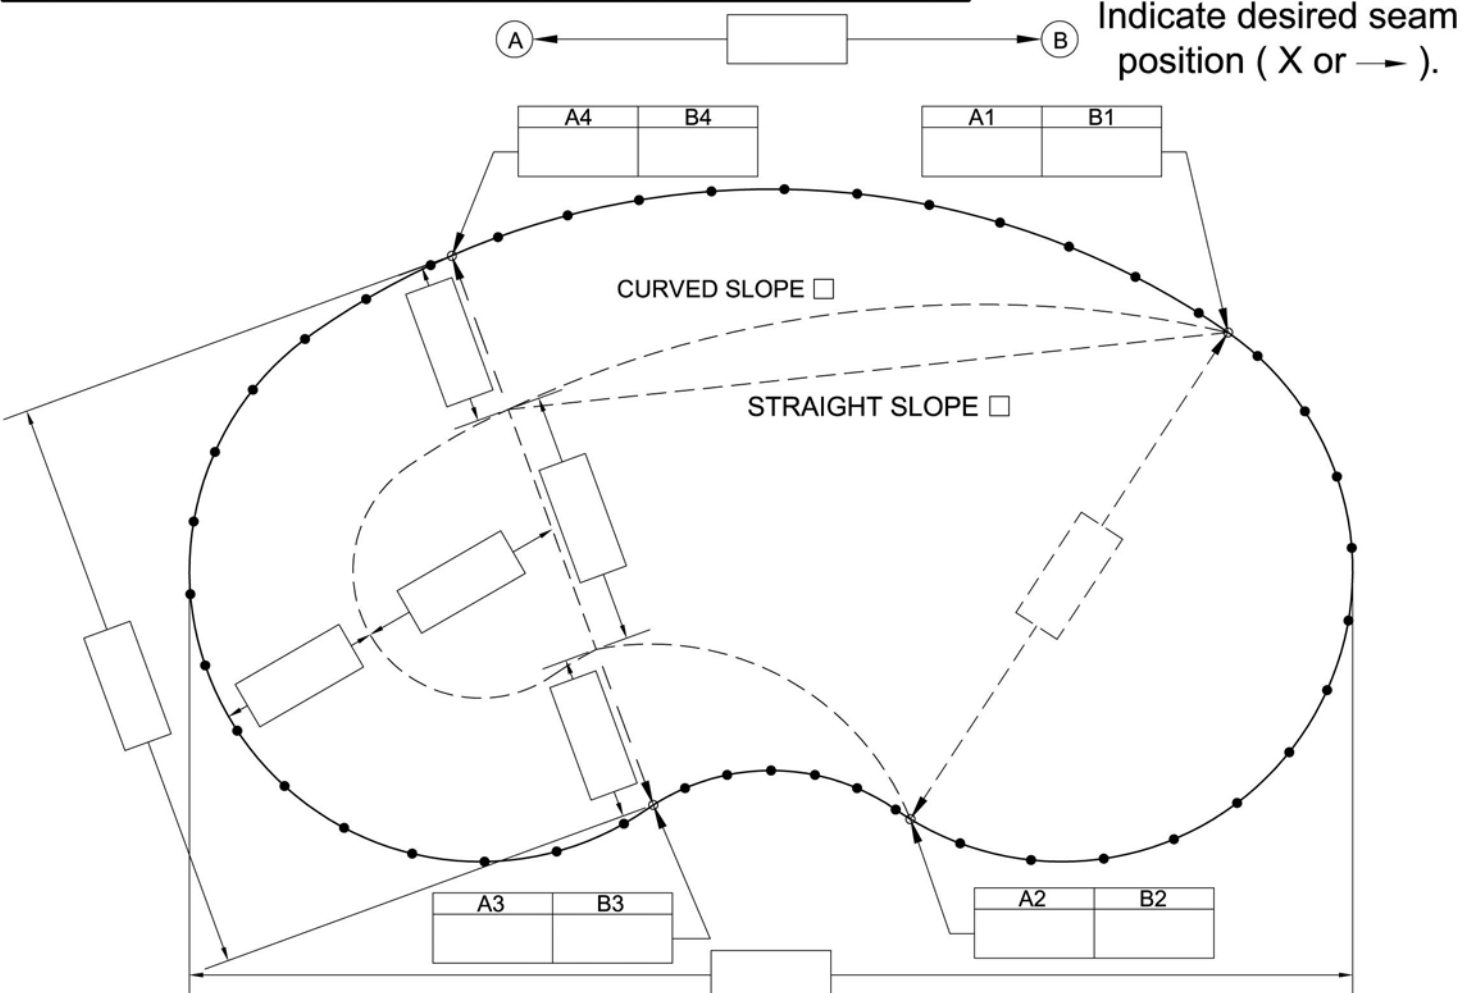 A B
Indicate desired seam
position ( X or → ).
A4 B4
A1 B1
CURVED SLOPE □
STRAIGHT SLOPE □
A3 B3
A2 B2